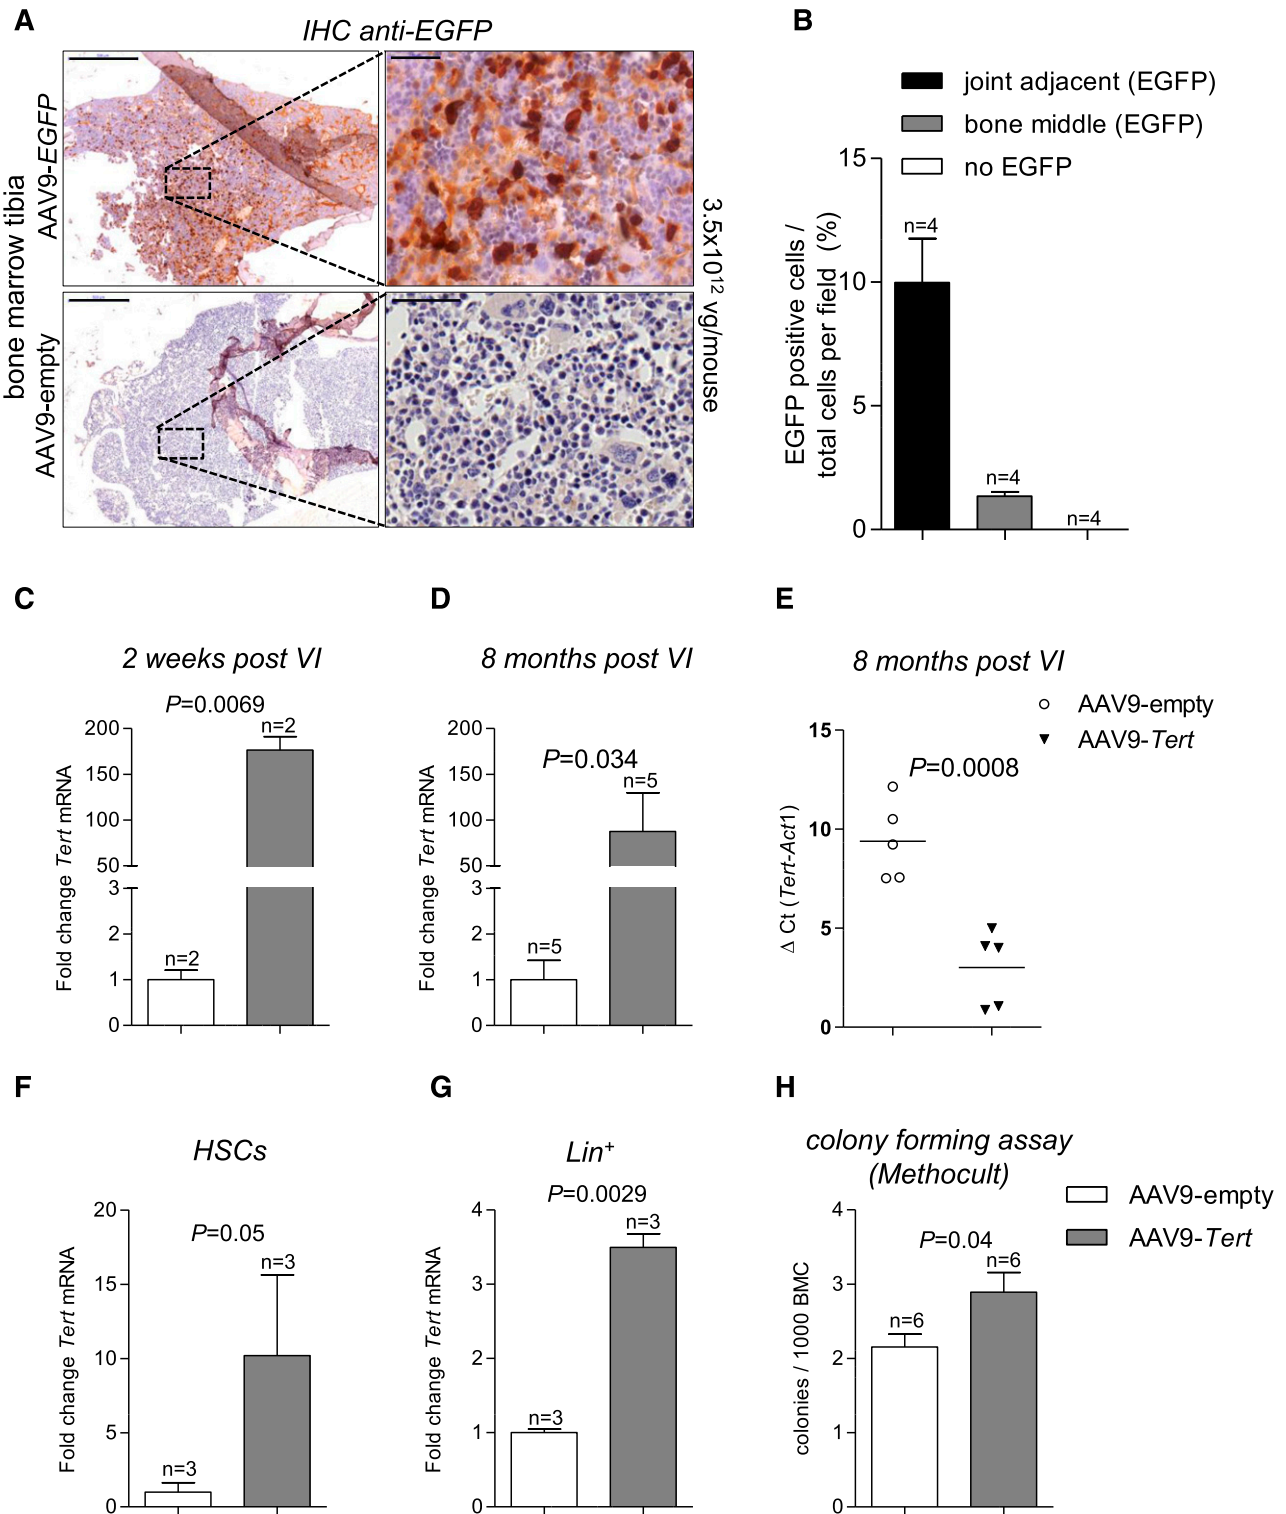 A
IHC anti-EGFP
bone marrow tibia
AAV9-EGFP
AAV9-empty
3.5x10¹² vg/mouse
B
joint adjacent (EGFP)
bone middle (EGFP)
no EGFP
EGFP positive cells /
total cells per field (%)
15
10
5
0
n=4
n=4
n=4
C
2 weeks post VI
P=0.0069
Fold change Tert mRNA
200
150
100
50
3
2
1
0
n=2
n=2
D
8 months post VI
P=0.034
Fold change Tert mRNA
200
150
100
50
3
2
1
0
n=5
n=5
E
8 months post VI
AAV9-empty
AAV9-Tert
P=0.0008
Δ Ct (Tert-Act1)
15
10
5
0
F
HSCs
P=0.05
Fold change Tert mRNA
20
15
10
5
0
n=3
n=3
G
Lin⁺
P=0.0029
Fold change Tert mRNA
4
3
2
1
0
n=3
n=3
H
colony forming assay
(Methocult)
AAV9-empty
AAV9-Tert
P=0.04
colonies / 1000 BMC
4
3
2
1
0
n=6
n=6